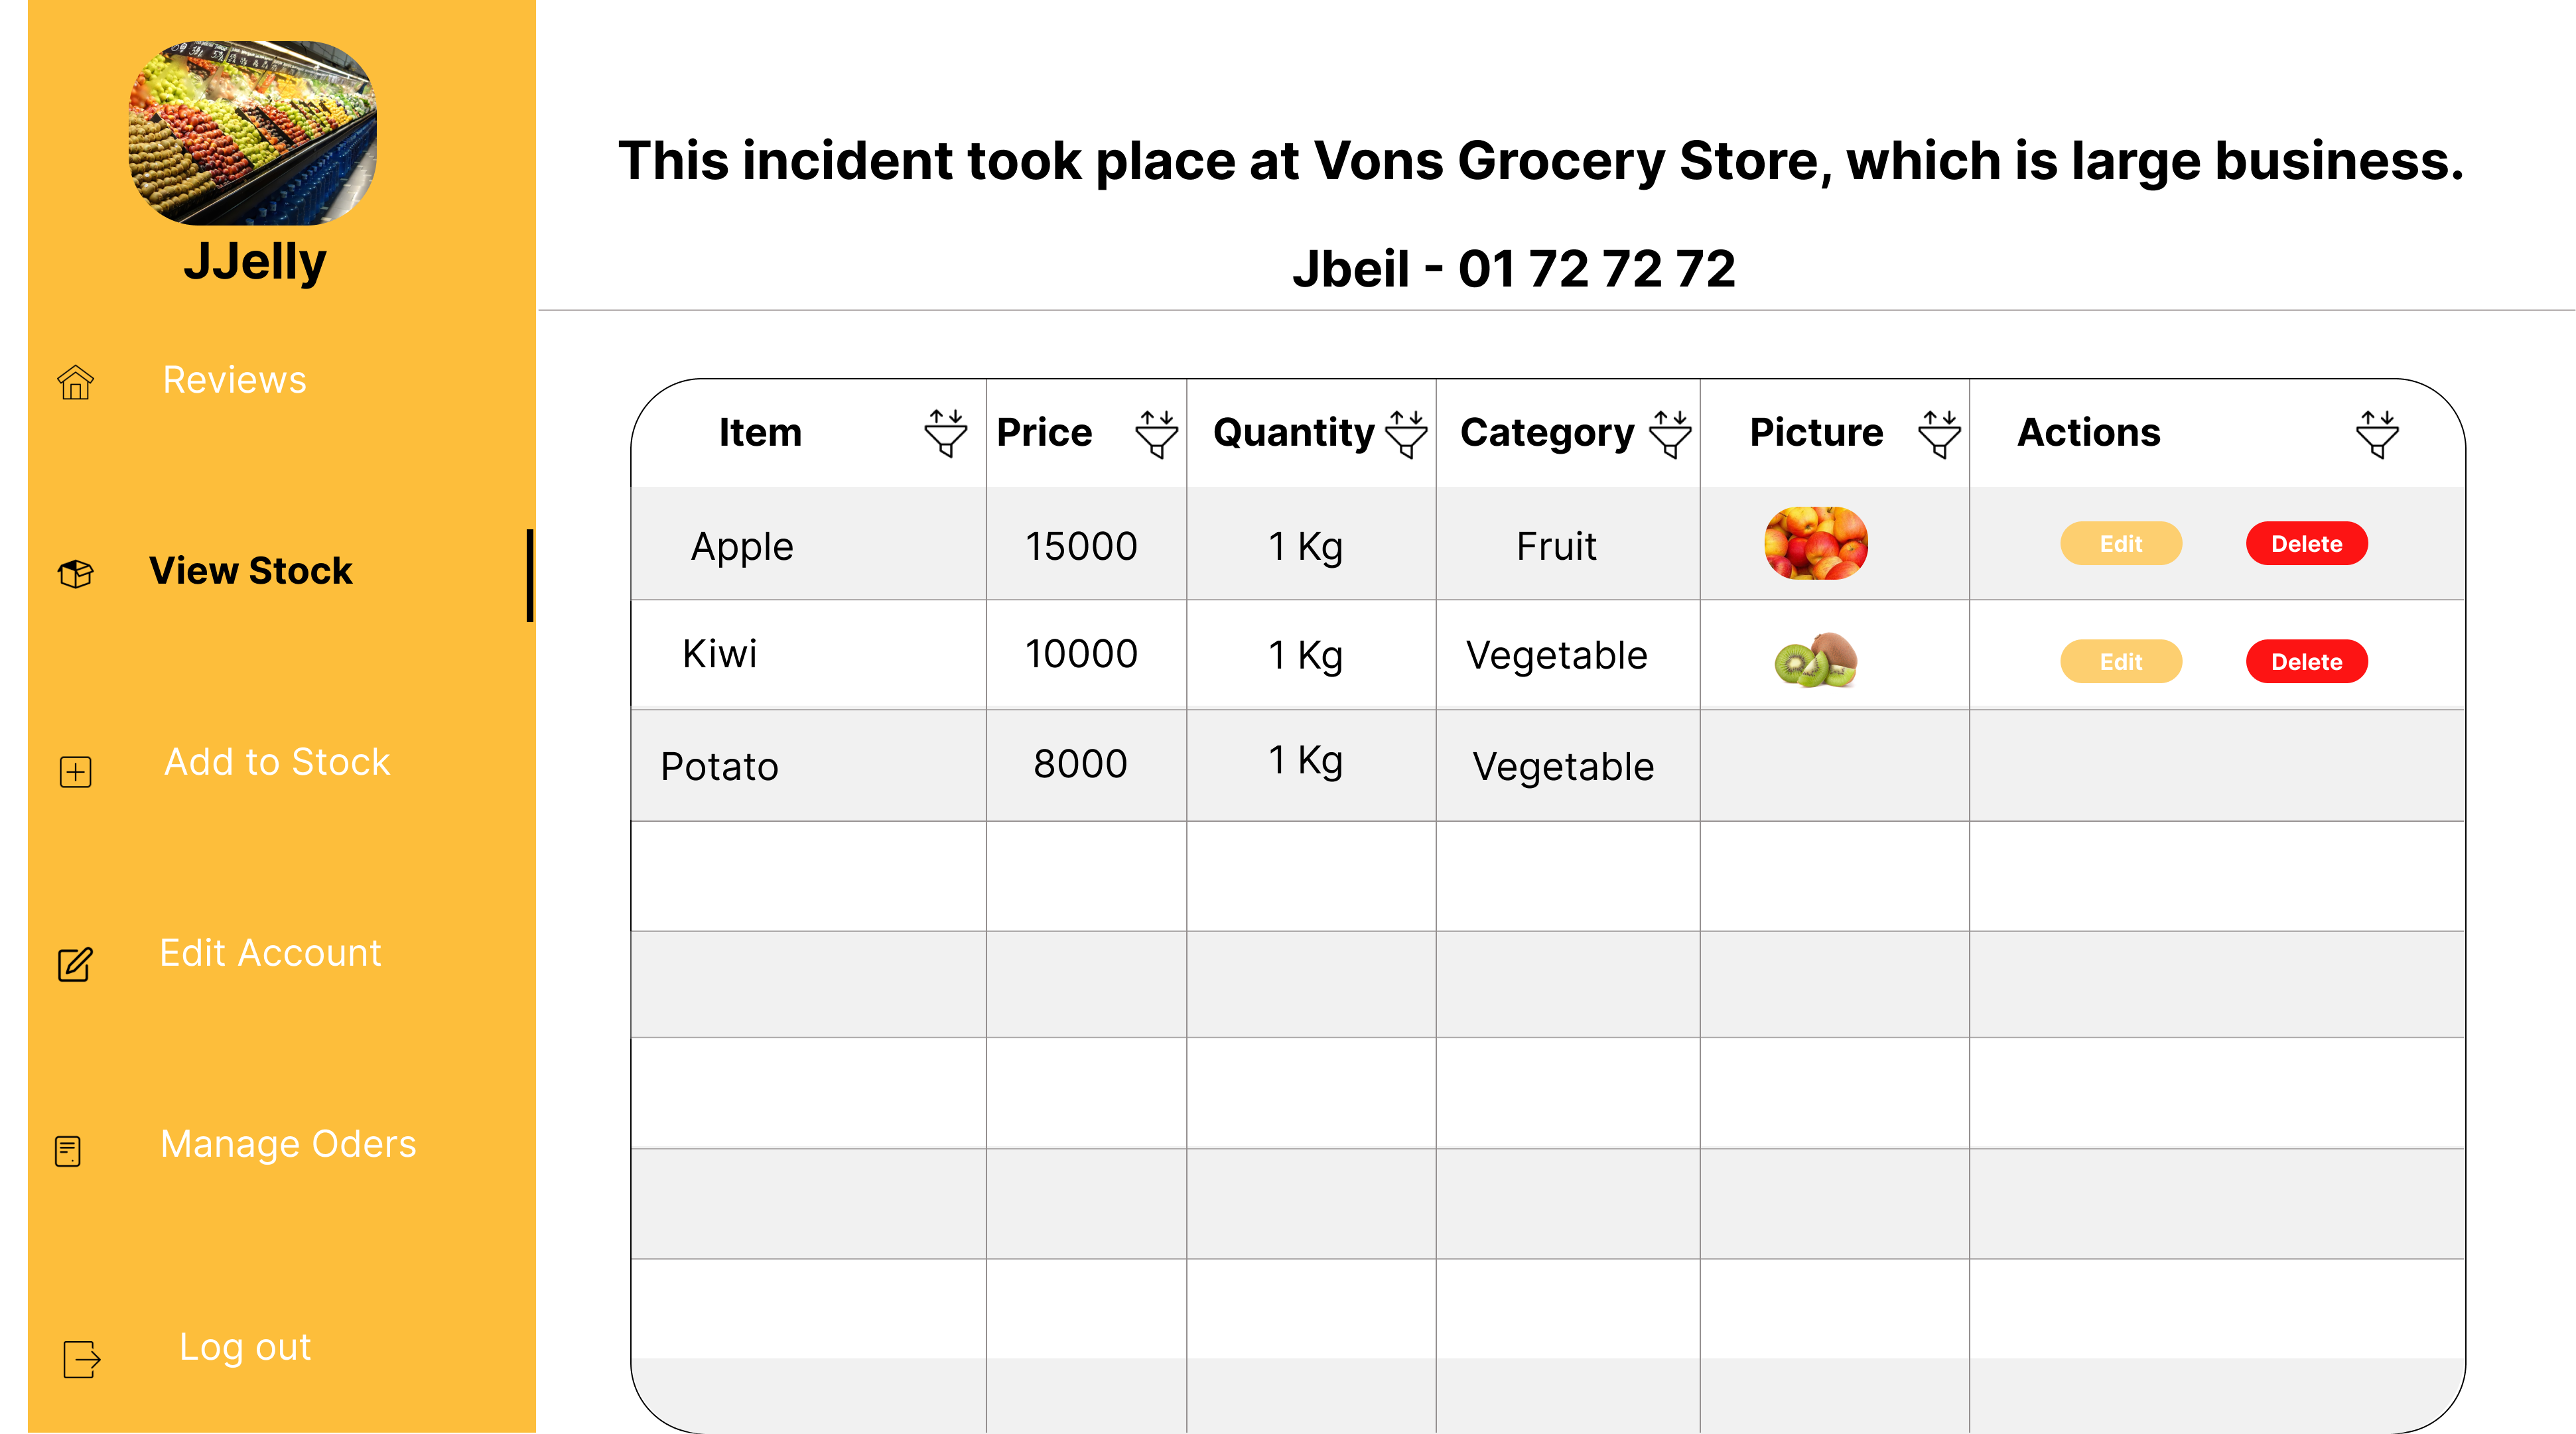 JJelly
Reviews
View Stock
Add to Stock
Edit Account
Manage Oders
Log out
This incident took place at Vons Grocery Store, which is large business.
Jbeil - 01 72 72 72
Item Price Quantity Category Picture Actions
Apple 15000 1 Kg Fruit Edit Delete
Kiwi 10000 1 Kg Vegetable Edit Delete
Potato 8000 1 Kg Vegetable